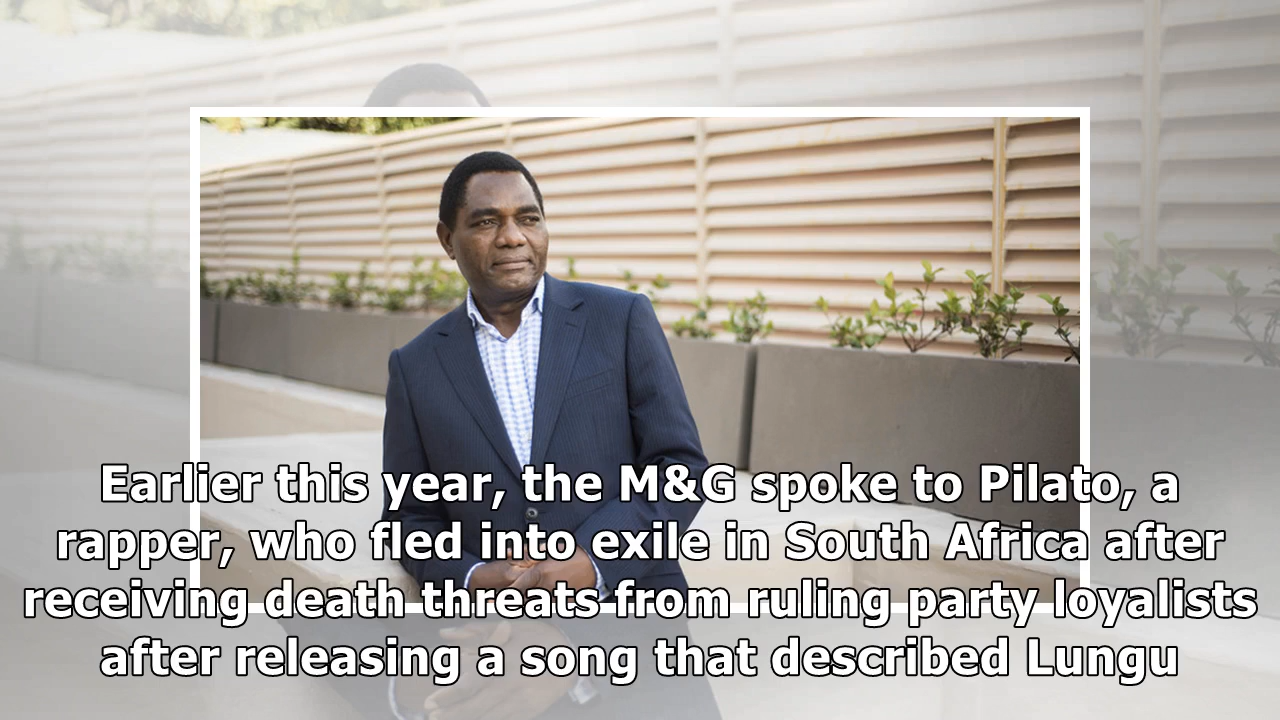 Earlier this year, the M&G spoke to Pilato, a
rapper, who fled into exile in South Africa after
receiving death threats from ruling party loyalists
after releasing a song that described Lungu